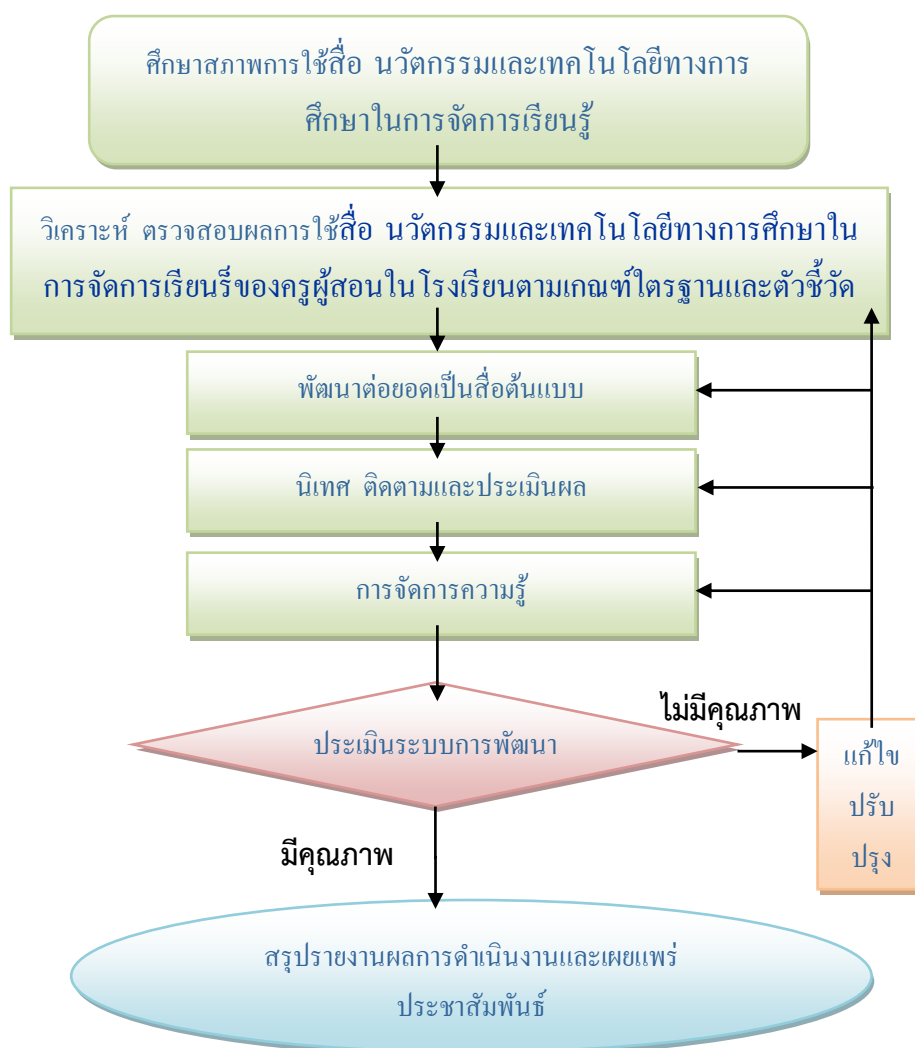 ศึกษาสภาพการใช้สื่อ นวัตกรรมและเทคโนโลยีทางการ
ศึกษาในการจัดการเรียนรู้
วิเคราะห์ ตรวจสอบผลการใช้สื่อ นวัตกรรมและเทคโนโลยีทางการศึกษาใน
การจัดการเรียนร็ของครูผู้สอนในโรงเรียนตามเกณฑ์ใตรฐานและตัวชี้วัด
พัฒนาต่อยอดเป็นสื่อต้นแบบ
นิเทศ ติดตามและประเมินผล
การจัดการความรู้
ประเมินระบบการพัฒนา
ไม่มีคุณภาพ
แก้ไข
ปรับ
ปรุง
มีคุณภาพ
สรุปรายงานผลการดำเนินงานและเผยแพร่
ประชาสัมพันธ์